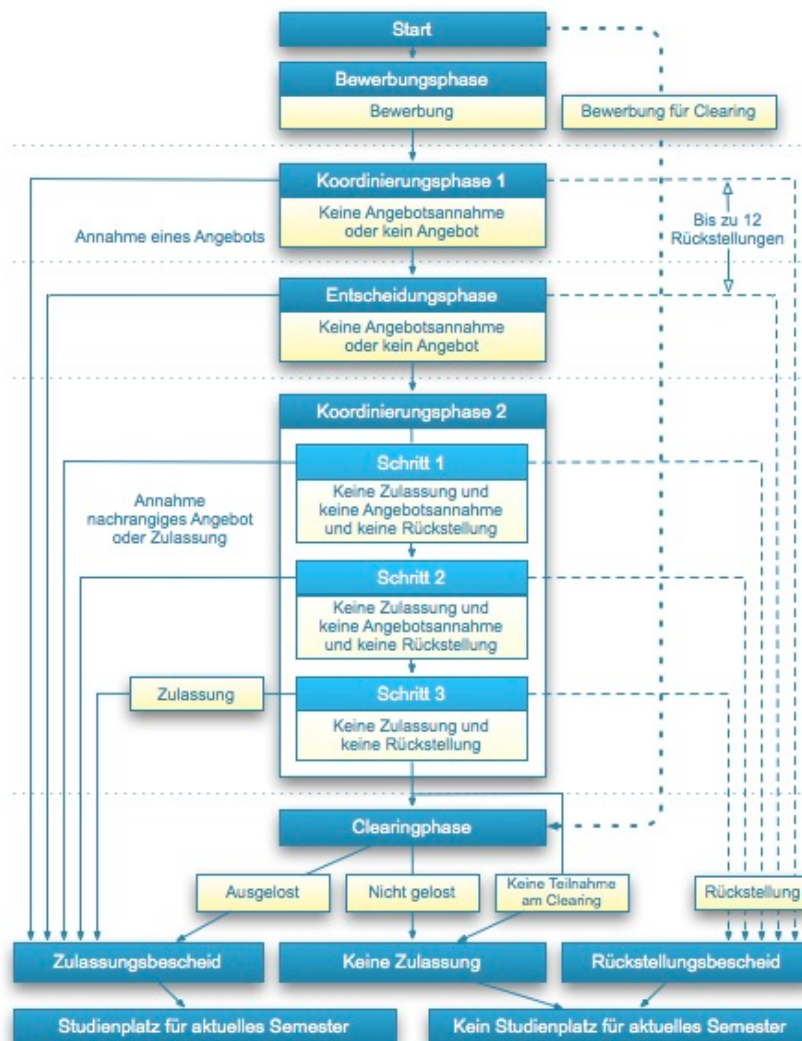 Start
Bewerbungsphase
Bewerbung
Bewerbung für Clearing
Koordinierungsphase 1
Keine Angebotsannahme
oder kein Angebot
Annahme eines Angebots
Bis zu 12
Rückstellungen
Entscheidungsphase
Keine Angebotsannahme
oder kein Angebot
Koordinierungsphase 2
Schritt 1
Keine Zulassung und
keine Angebotsannahme
und keine Rückstellung
Annahme
nachrangiges Angebot
oder Zulassung
Schritt 2
Keine Zulassung und
keine Angebotsannahme
und keine Rückstellung
Zulassung
Schritt 3
Keine Zulassung und
keine Rückstellung
Clearingphase
Ausgelost
Nicht gelost
Keine Teilnahme
am Clearing
Rückstellung
Zulassungsbescheid
Keine Zulassung
Rückstellungsbescheid
Studienplatz für aktuelles Semester
Kein Studienplatz für aktuelles Semester